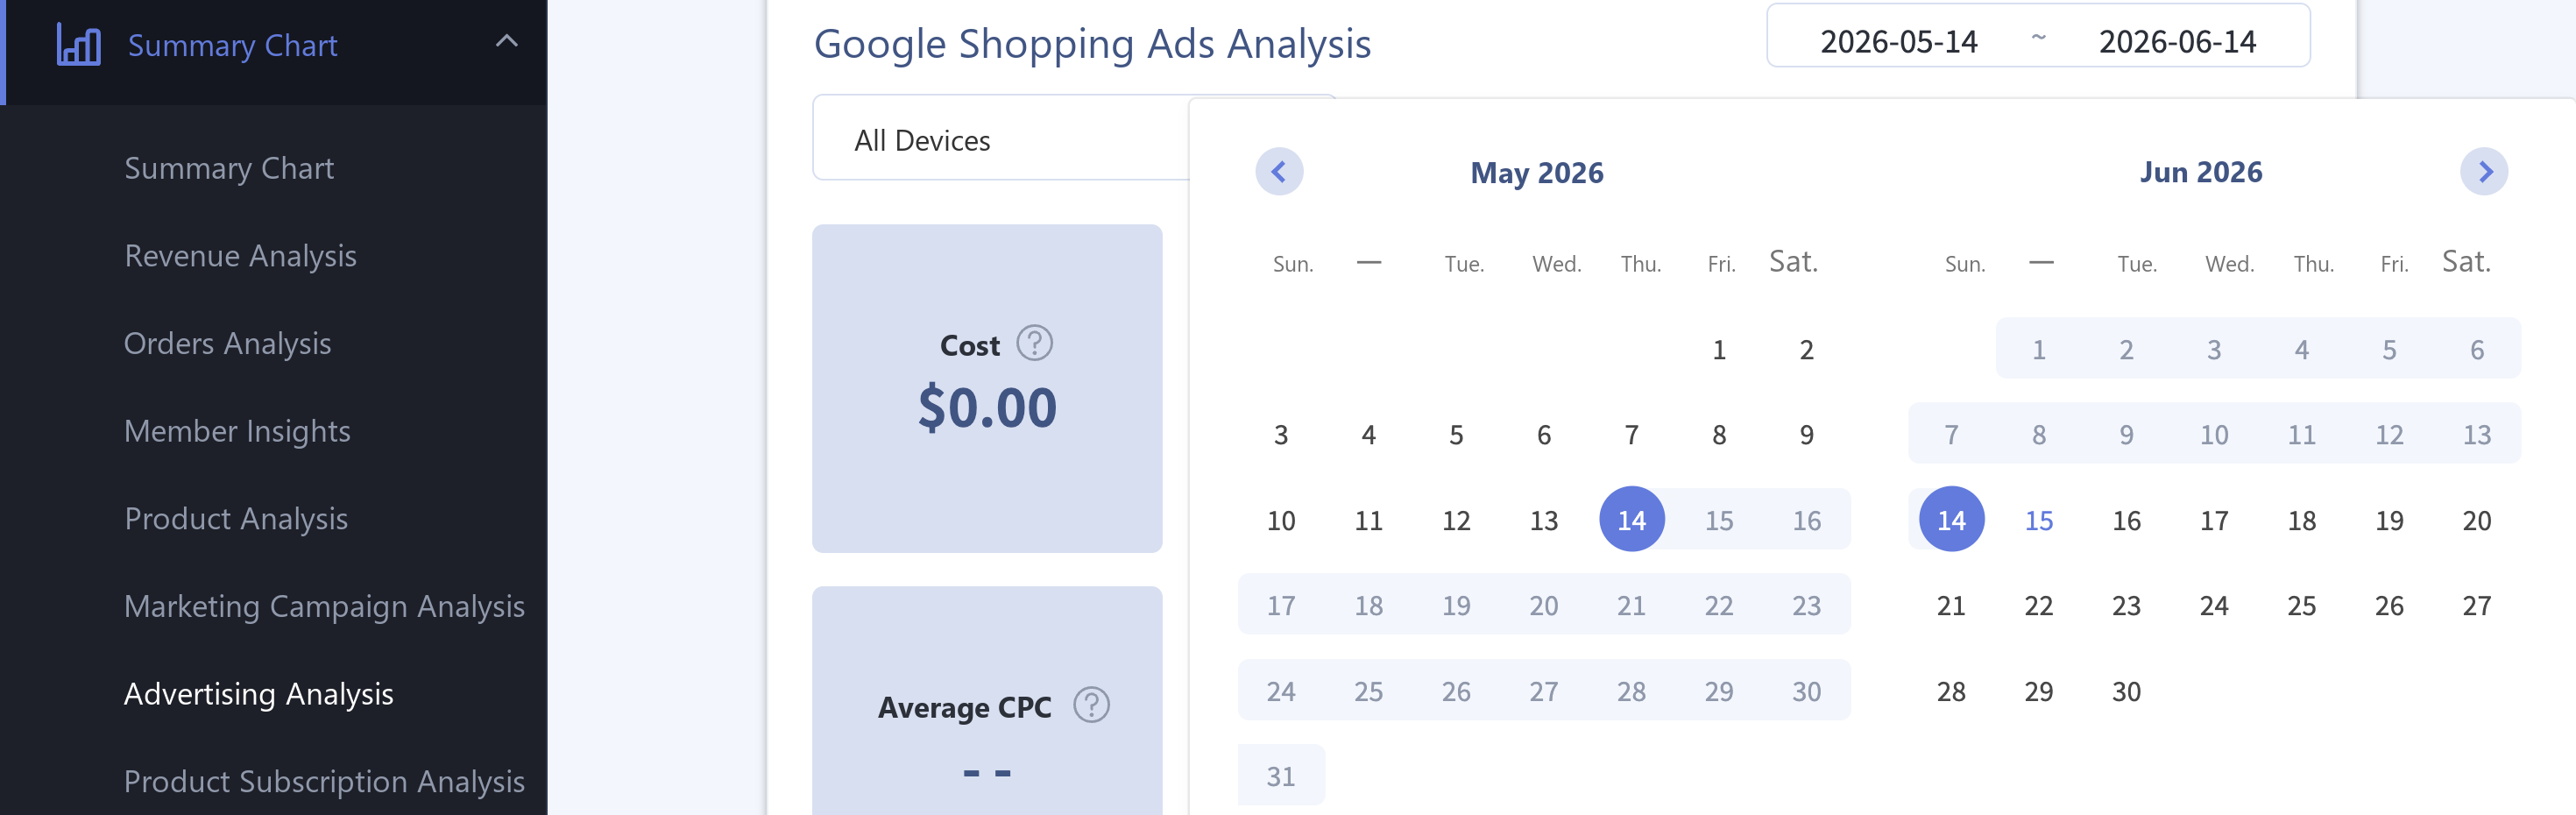 Summary Chart
Summary Chart
Revenue Analysis
Orders Analysis
Member Insights
Product Analysis
Marketing Campaign Analysis
Advertising Analysis
Product Subscription Analysis
Google Shopping Ads Analysis
2026-05-14 ~ 2026-06-14
All Devices
Cost ?
$0.00
Average CPC ?
- -
May 2026
Sun. — Tue. Wed. Thu. Fri. Sat.
1 2
3 4 5 6 7 8 9
10 11 12 13 14 15 16
17 18 19 20 21 22 23
24 25 26 27 28 29 30
31
Jun 2026
Sun. — Tue. Wed. Thu. Fri. Sat.
1 2 3 4 5 6
7 8 9 10 11 12 13
14 15 16 17 18 19 20
21 22 23 24 25 26 27
28 29 30